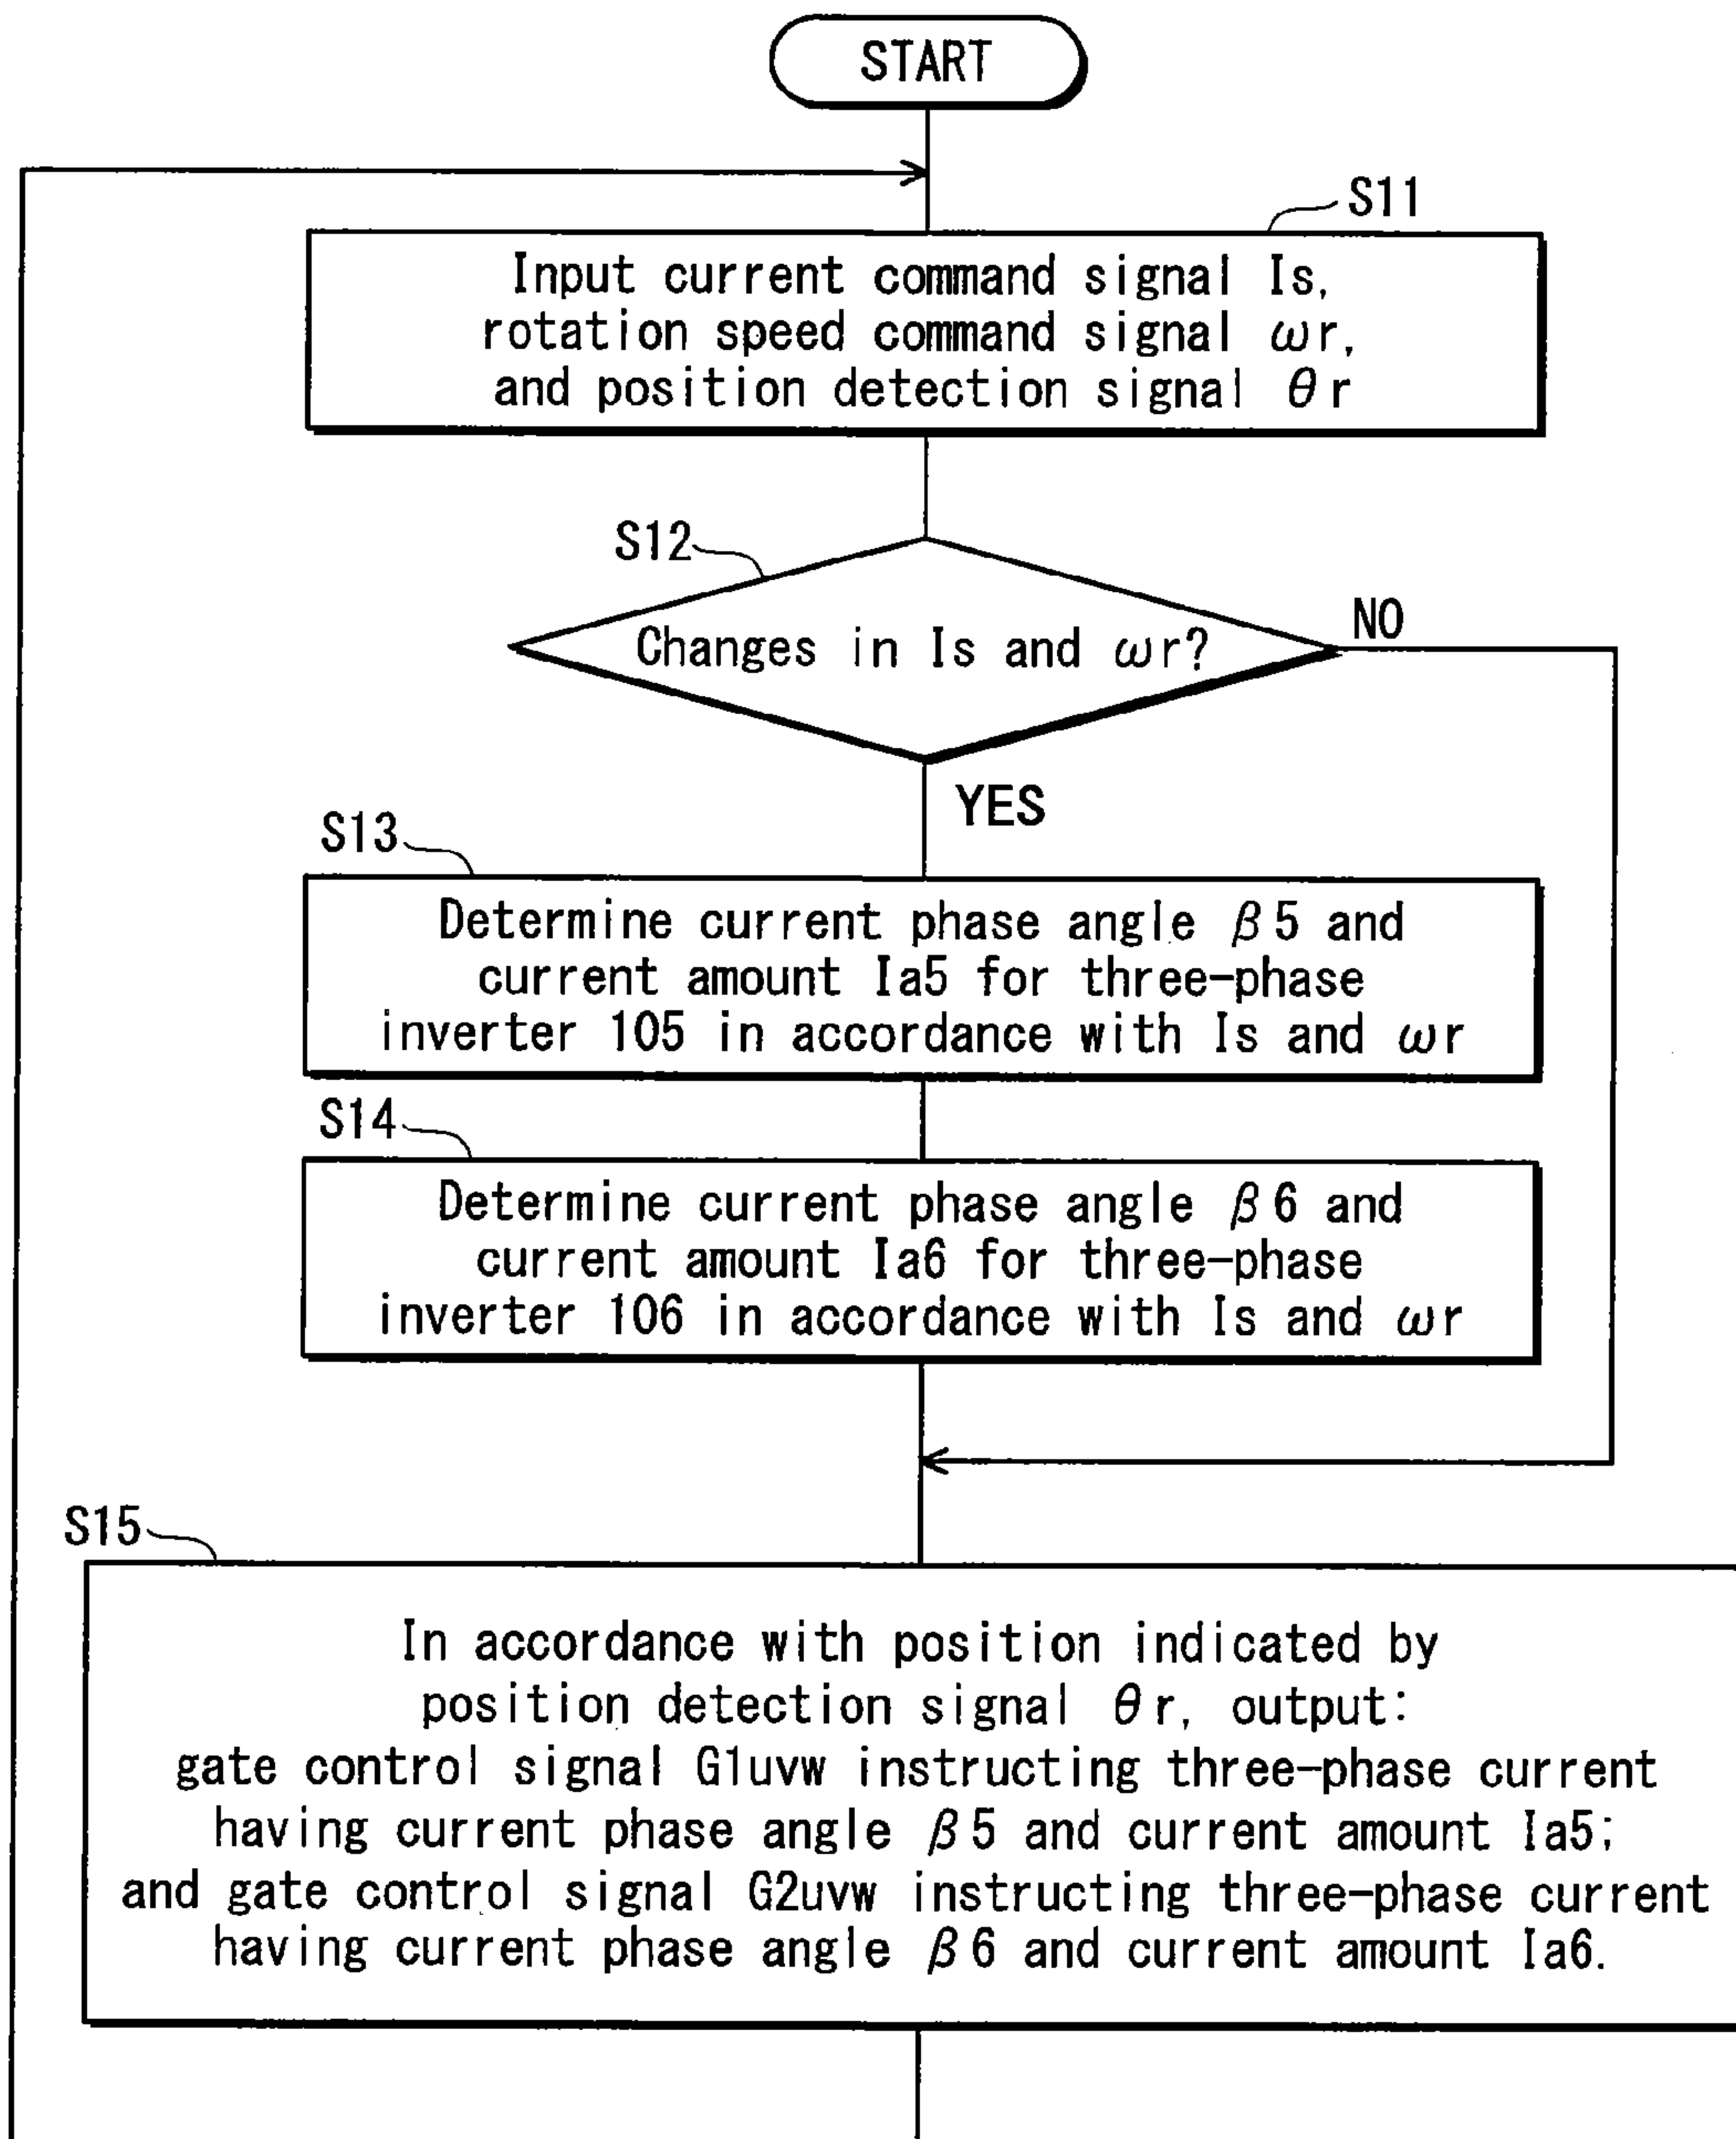 START
S11
Input current command signal Is,
rotation speed command signal ωr,
and position detection signal θr
S12
Changes in Is and ωr?
NO
YES
S13
Determine current phase angle β5 and
current amount Ia5 for three-phase
inverter 105 in accordance with Is and ωr
S14
Determine current phase angle β6 and
current amount Ia6 for three-phase
inverter 106 in accordance with Is and ωr
S15
In accordance with position indicated by
position detection signal θr, output:
gate control signal G1uvw instructing three-phase current
having current phase angle β5 and current amount Ia5;
and gate control signal G2uvw instructing three-phase current
having current phase angle β6 and current amount Ia6.